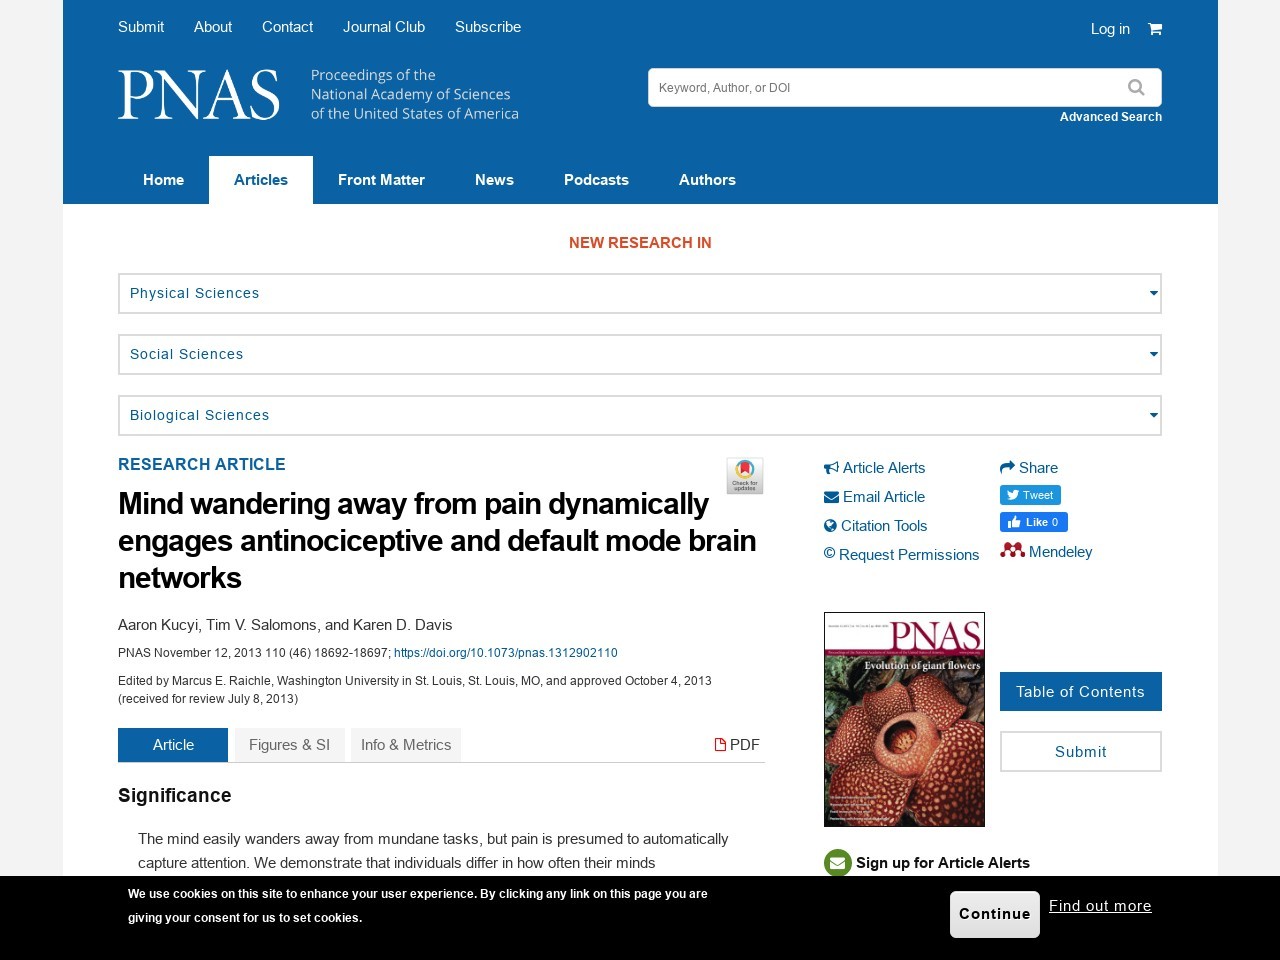 Submit
About
Contact
Journal Club
Subscribe
Log in
PNAS
Proceedings of the
National Academy of Sciences
of the United States of America
Keyword, Author, or DOI
Advanced Search
Home
Articles
Front Matter
News
Podcasts
Authors
NEW RESEARCH IN
Physical Sciences
Social Sciences
Biological Sciences
RESEARCH ARTICLE
Check for
updates
Mind wandering away from pain dynamically
engages antinociceptive and default mode brain
networks
Aaron Kucyi, Tim V. Salomons, and Karen D. Davis
PNAS November 12, 2013 110 (46) 18692-18697; https://doi.org/10.1073/pnas.1312902110
Edited by Marcus E. Raichle, Washington University in St. Louis, St. Louis, MO, and approved October 4, 2013
(received for review July 8, 2013)
Article
Figures & SI
Info & Metrics
PDF
Significance
The mind easily wanders away from mundane tasks, but pain is presumed to automatically
capture attention. We demonstrate that individuals differ in how often their minds
Article Alerts
Email Article
Citation Tools
© Request Permissions
Share
Tweet
Like 0
Mendeley
PNAS
Evolution of giant flowers
Table of Contents
Submit
Sign up for Article Alerts
We use cookies on this site to enhance your user experience. By clicking any link on this page you are
giving your consent for us to set cookies.
Continue
Find out more